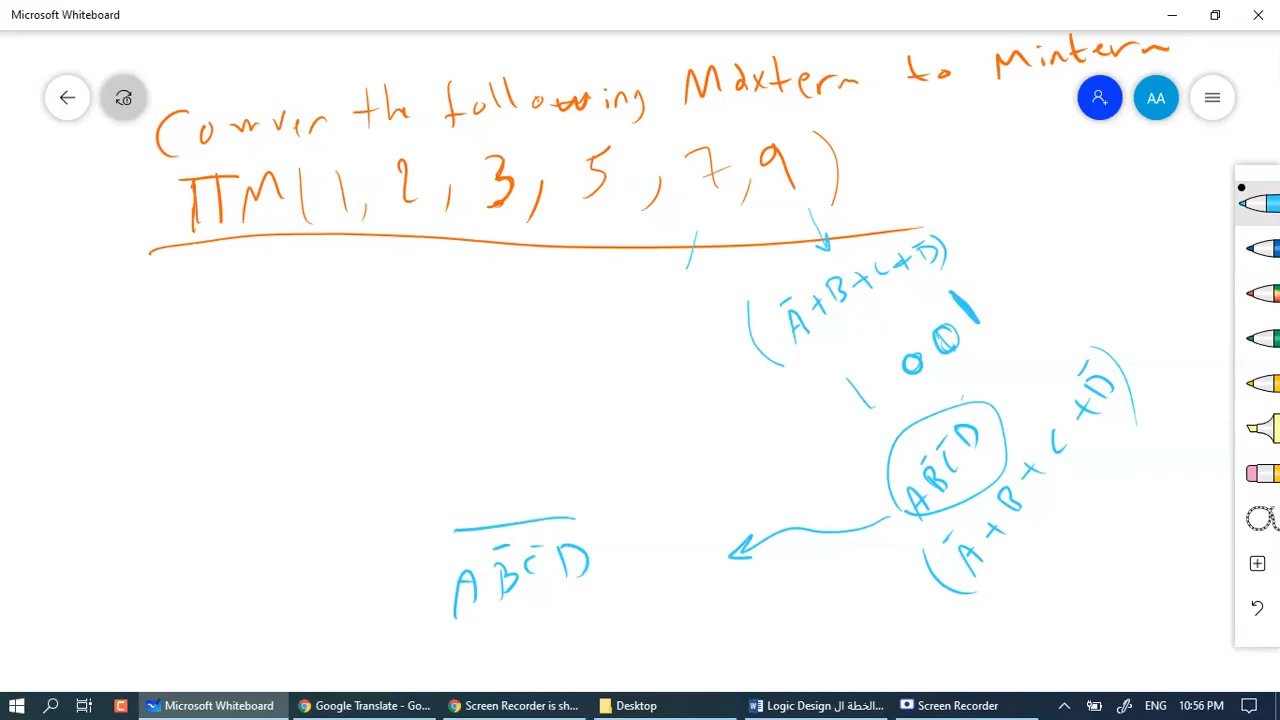 Microsoft Whiteboard
Conver the following Maxterm to Minterm
ΠM(1, 2, 3, 5, 7, 9)
AA
(A̅+B+C+D̅)
1 0 0 1
AB̅C̅D
(A̅+B+C+D̅)
A̅B̅̅C̅̅D̅
Microsoft Whiteboard
Google Translate - Go...
Screen Recorder is sh...
Desktop
Logic Design الخطة ال...
Screen Recorder
ENG
10:56 PM